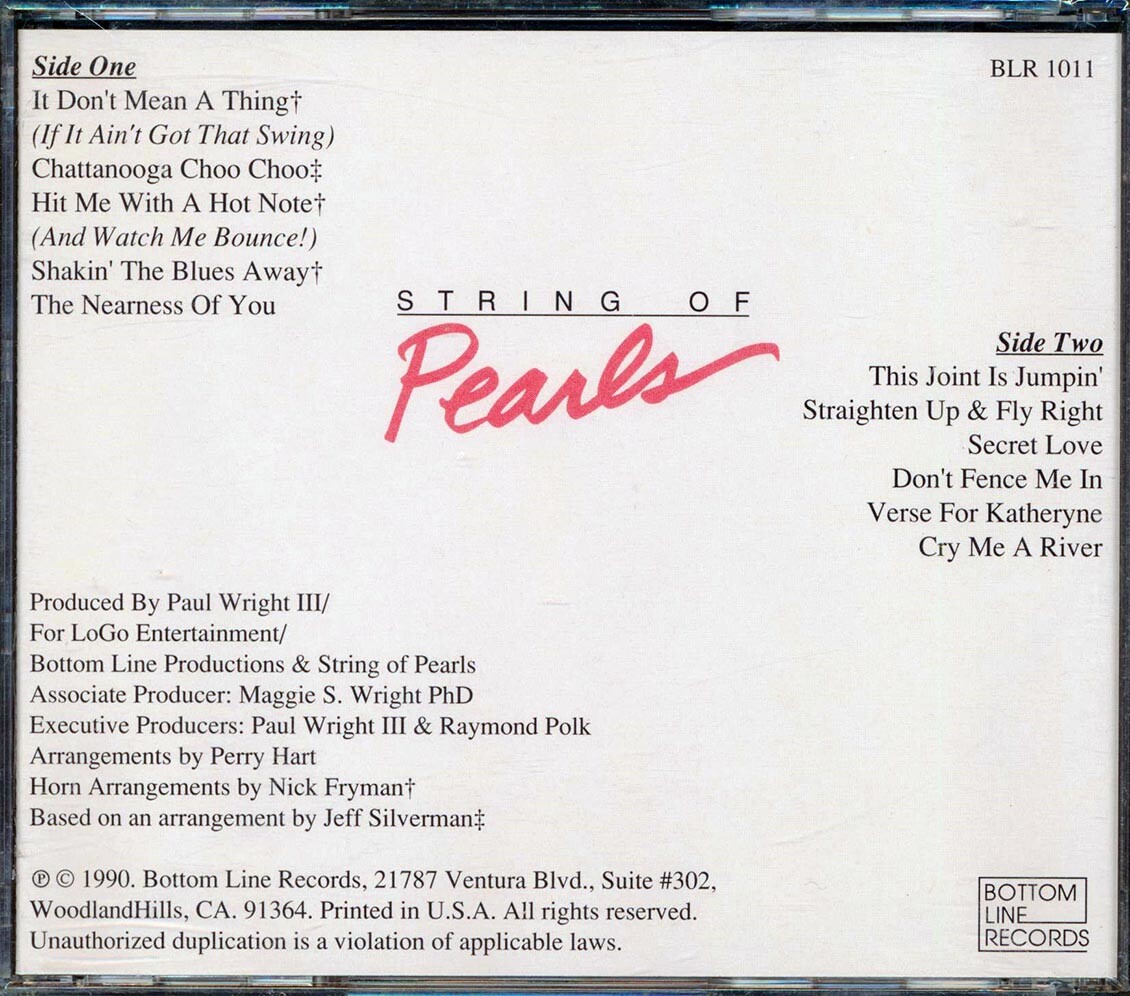 Side One
It Don't Mean A Thing†
(If It Ain't Got That Swing)
Chattanooga Choo Choo‡
Hit Me With A Hot Note†
(And Watch Me Bounce!)
Shakin' The Blues Away†
The Nearness Of You
BLR 1011
STRING OF
Pearls
Side Two
This Joint Is Jumpin'
Straighten Up & Fly Right
Secret Love
Don't Fence Me In
Verse For Katheryne
Cry Me A River
Produced By Paul Wright III/
For LoGo Entertainment/
Bottom Line Productions & String of Pearls
Associate Producer: Maggie S. Wright PhD
Executive Producers: Paul Wright III & Raymond Polk
Arrangements by Perry Hart
Horn Arrangements by Nick Fryman†
Based on an arrangement by Jeff Silverman‡
℗ © 1990. Bottom Line Records, 21787 Ventura Blvd., Suite #302,
WoodlandHills, CA. 91364. Printed in U.S.A. All rights reserved.
Unauthorized duplication is a violation of applicable laws.
BOTTOM
LINE
RECORDS